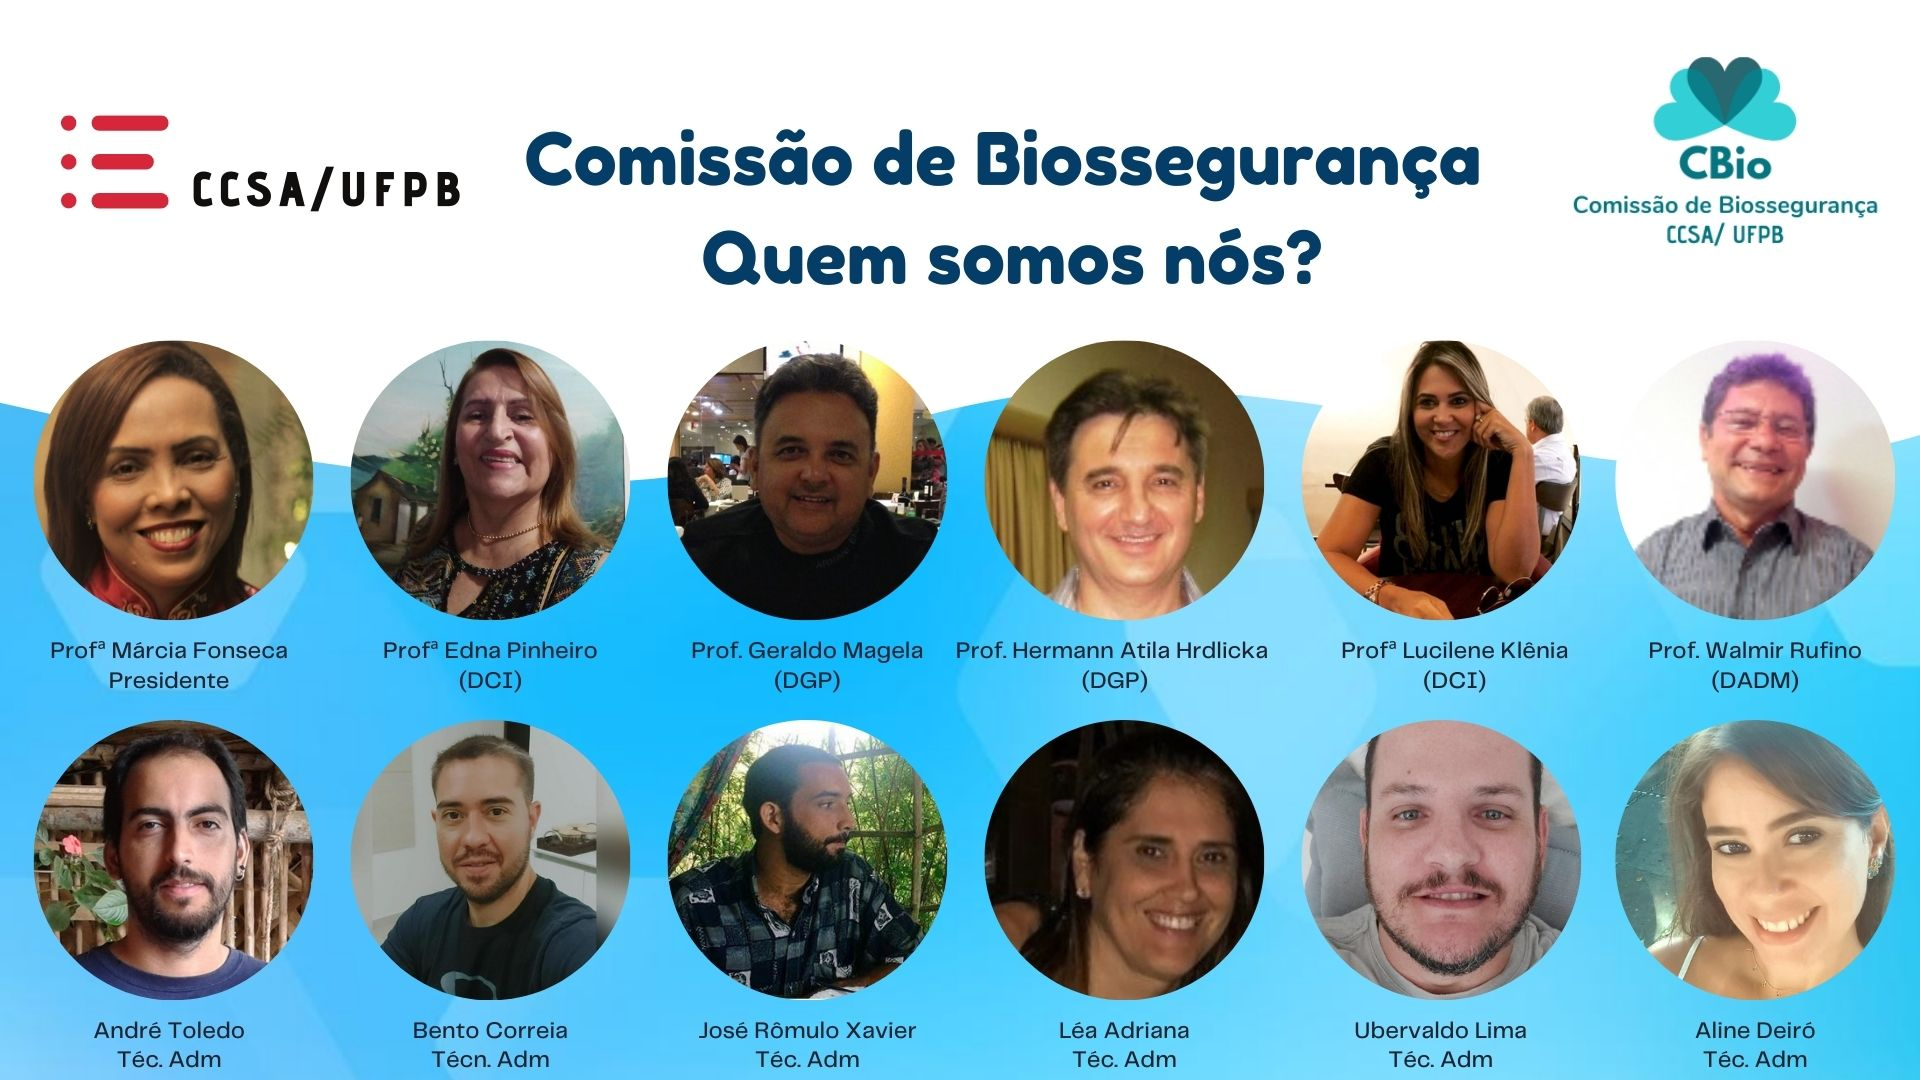 CCSA/UFPB
Comissão de Biossegurança
Quem somos nós?
CBio
Comissão de Biossegurança
CCSA/ UFPB
Profª Márcia Fonseca
Presidente
Profª Edna Pinheiro
(DCI)
Prof. Geraldo Magela
(DGP)
Prof. Hermann Atila Hrdlicka
(DGP)
Profª Lucilene Klênia
(DCI)
Prof. Walmir Rufino
(DADM)
André Toledo
Téc. Adm
Bento Correia
Técn. Adm
José Rômulo Xavier
Téc. Adm
Léa Adriana
Téc. Adm
Ubervaldo Lima
Téc. Adm
Aline Deiró
Téc. Adm